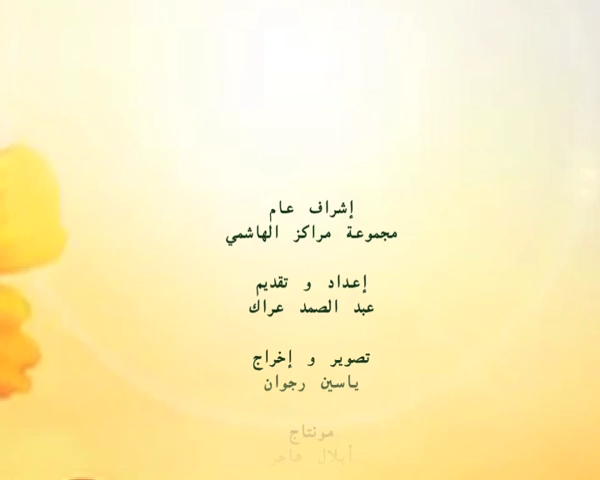 إشراف عام
مجموعة مراكز الهاشمي
إعداد و تقديم
عبد الصمد عراك
تصوير و إخراج
ياسين رجوان
مونتاج